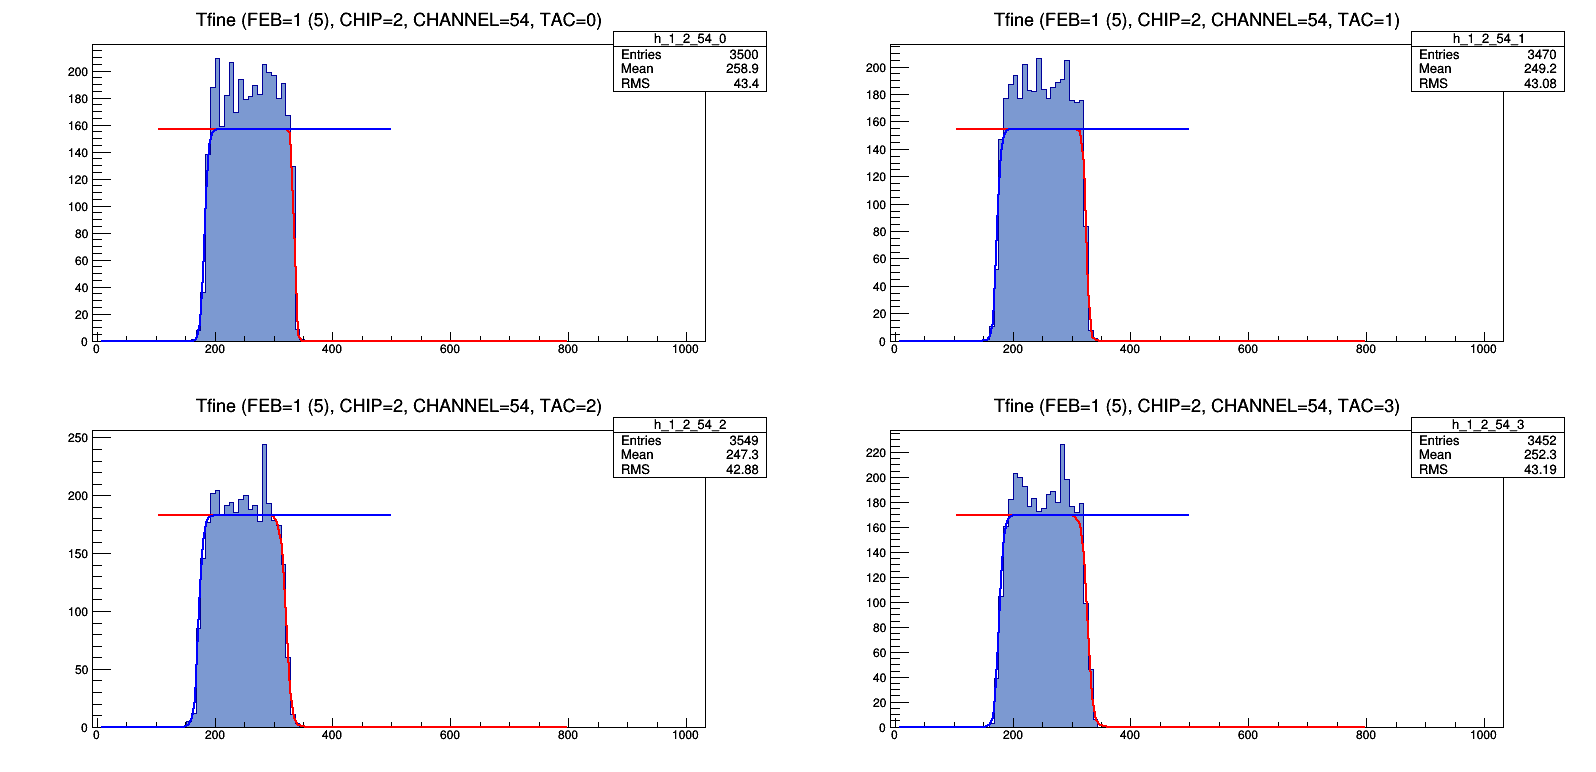 Tfine (FEB=1 (5), CHIP=2, CHANNEL=54, TAC=0)
h_1_2_54_0
Entries 3500
Mean 258.9
RMS 43.4
200
180
160
140
120
100
80
60
40
20
0
0 200 400 600 800 1000
Tfine (FEB=1 (5), CHIP=2, CHANNEL=54, TAC=1)
h_1_2_54_1
Entries 3470
Mean 249.2
RMS 43.08
200
180
160
140
120
100
80
60
40
20
0
0 200 400 600 800 1000
Tfine (FEB=1 (5), CHIP=2, CHANNEL=54, TAC=2)
h_1_2_54_2
Entries 3549
Mean 247.3
RMS 42.88
250
200
150
100
50
0
0 200 400 600 800 1000
Tfine (FEB=1 (5), CHIP=2, CHANNEL=54, TAC=3)
h_1_2_54_3
Entries 3452
Mean 252.3
RMS 43.19
220
200
180
160
140
120
100
80
60
40
20
0
0 200 400 600 800 1000